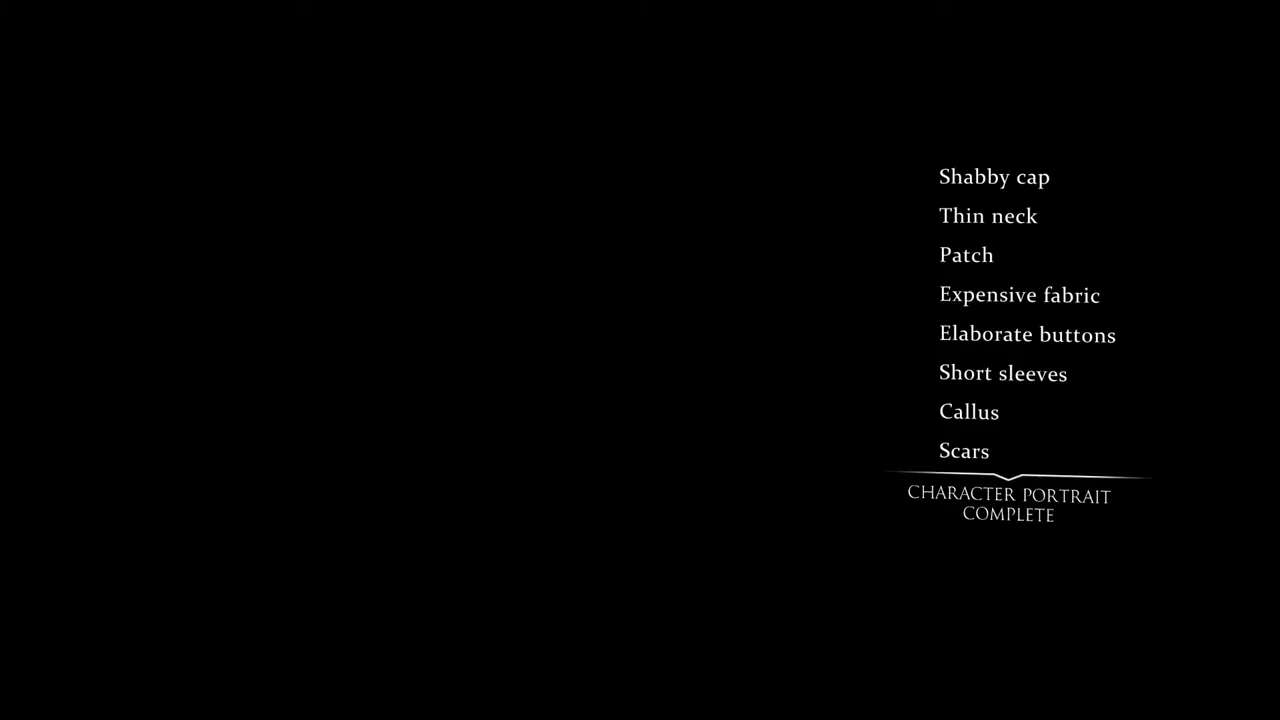 Shabby cap
Thin neck
Patch
Expensive fabric
Elaborate buttons
Short sleeves
Callus
Scars
CHARACTER PORTRAIT
COMPLETE